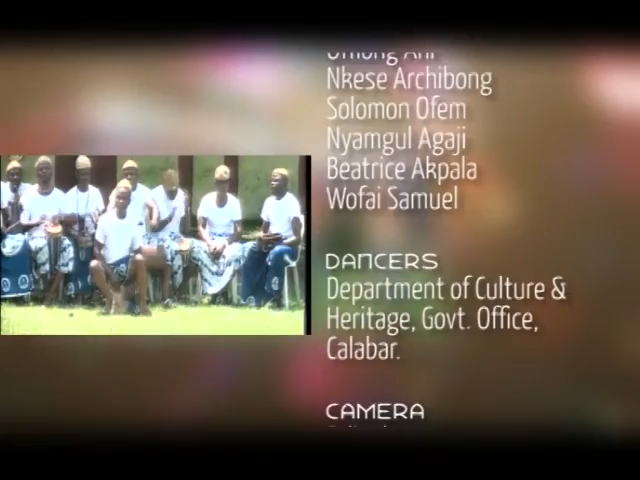 Nkese Archibong
Solomon Ofem
Nyamgul Agaji
Beatrice Akpala
Wofai Samuel
DANCERS
Department of Culture &
Heritage, Govt. Office,
Calabar.
CAMERA